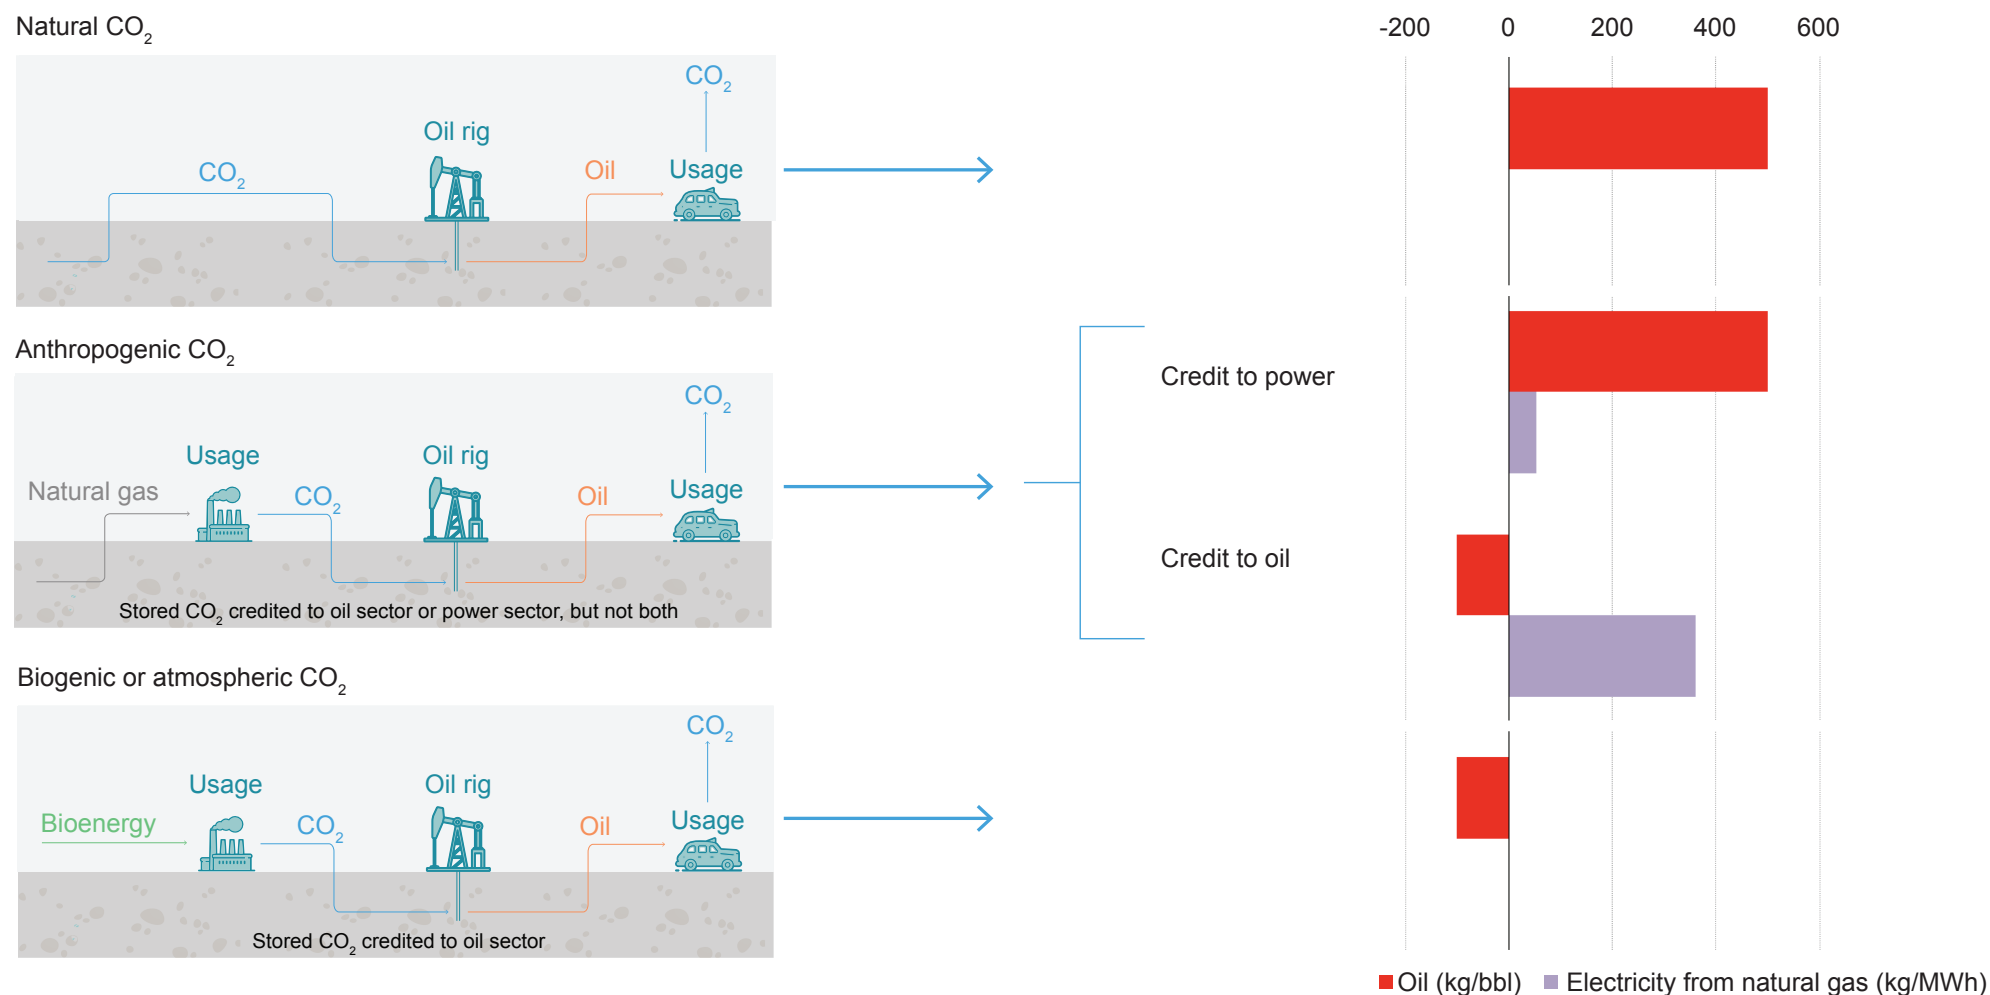 Natural CO₂
CO₂
Oil rig
CO₂
Oil
Usage
Anthropogenic CO₂
CO₂
Usage
Oil rig
Natural gas
CO₂
Oil
Usage
Stored CO₂ credited to oil sector or power sector, but not both
Biogenic or atmospheric CO₂
CO₂
Usage
Oil rig
Bioenergy
CO₂
Oil
Usage
Stored CO₂ credited to oil sector
Credit to power
Credit to oil
-200 0 200 400 600
Oil (kg/bbl) Electricity from natural gas (kg/MWh)